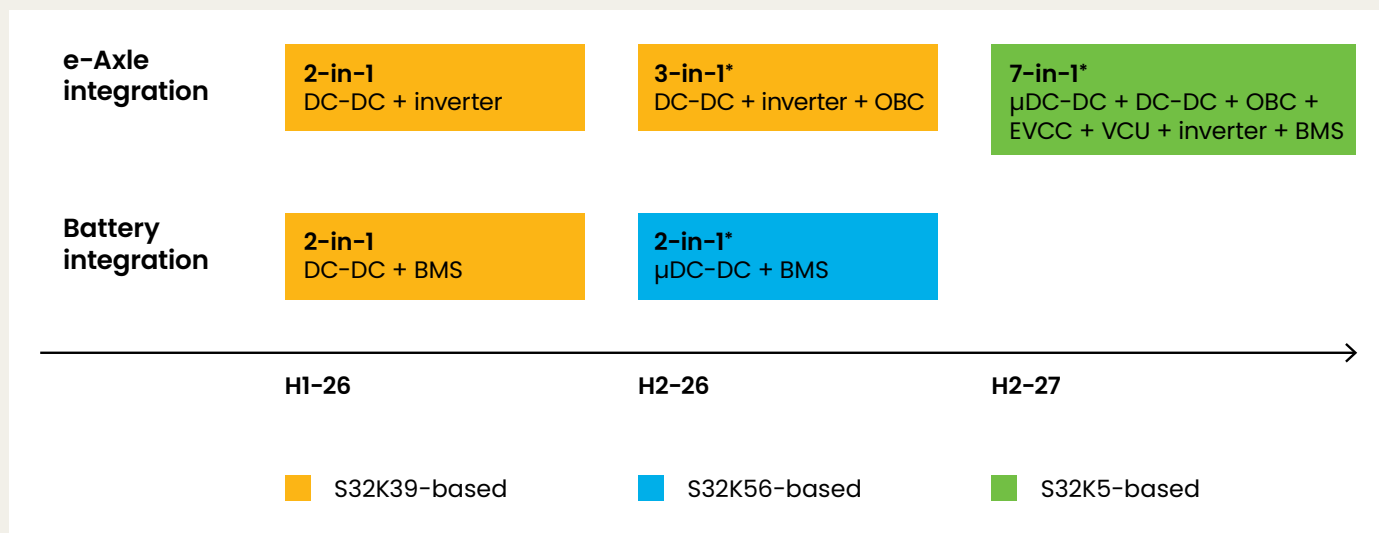 e-Axle
integration
2-in-1
DC-DC + inverter
3-in-1*
DC-DC + inverter + OBC
7-in-1*
µDC-DC + DC-DC + OBC +
EVCC + VCU + inverter + BMS
Battery
integration
2-in-1
DC-DC + BMS
2-in-1*
µDC-DC + BMS
H1-26
H2-26
H2-27
S32K39-based
S32K56-based
S32K5-based